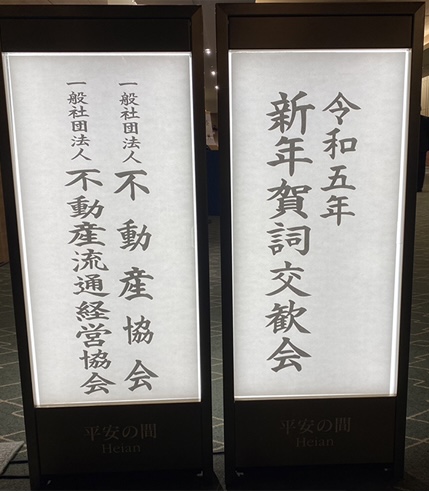 令和五年
新年賀詞交歓会
平安の間
Heian
一般社団法人 不動産協会
一般社団法人 不動産流通経営協会
平安の間
Heian